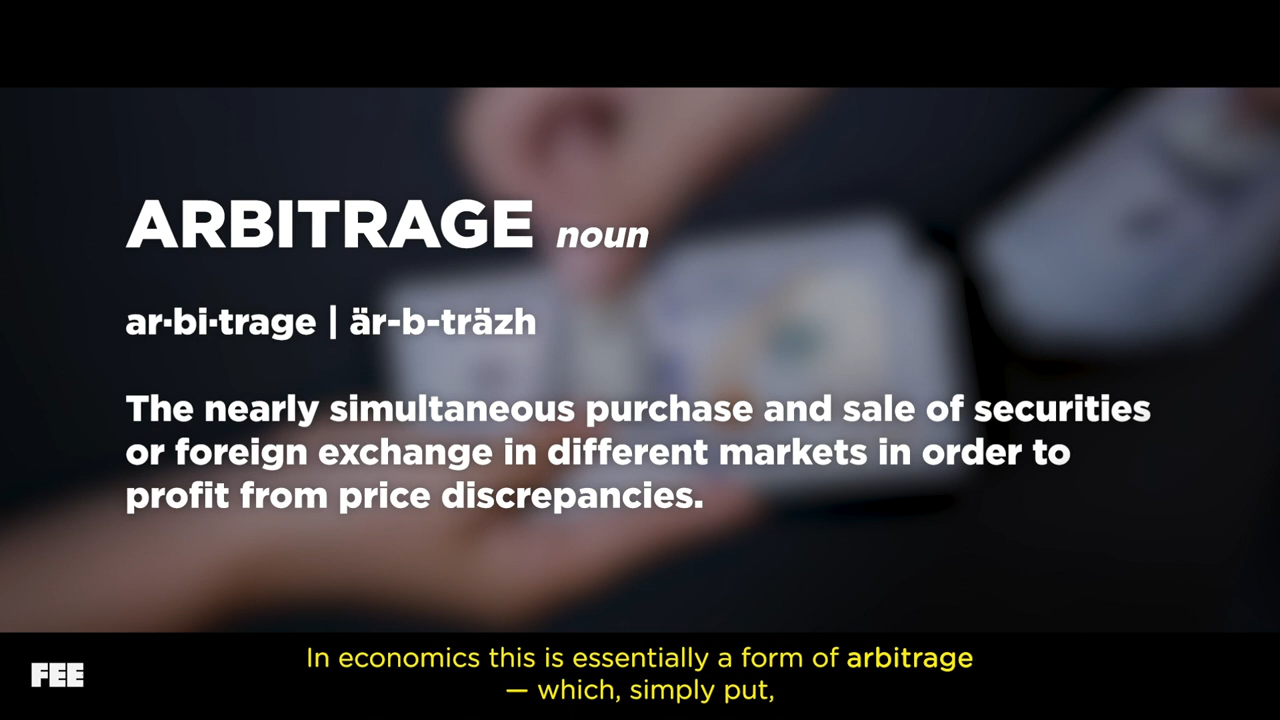 ARBITRAGE noun
ar·bi·trage | är-b-träzh
The nearly simultaneous purchase and sale of securities
or foreign exchange in different markets in order to
profit from price discrepancies.
In economics this is essentially a form of arbitrage
— which, simply put,
FEE